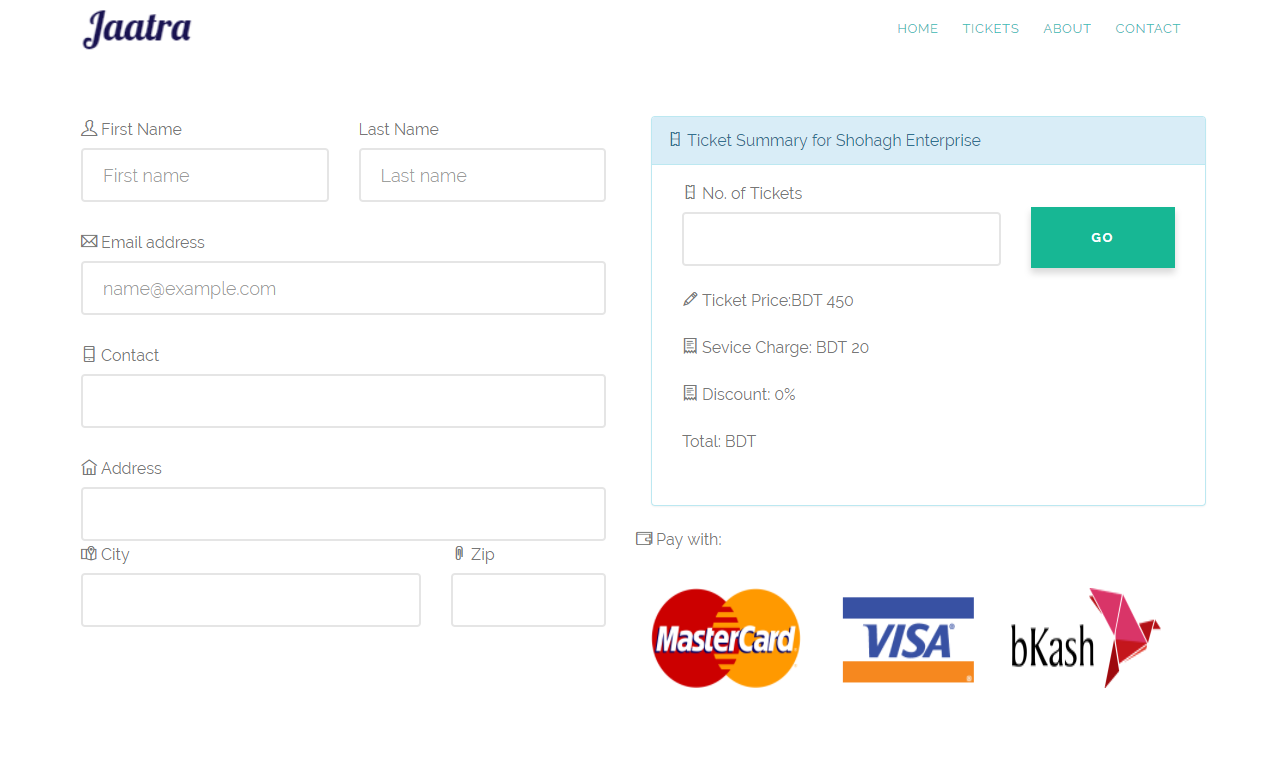 Jaatra
HOME TICKETS ABOUT CONTACT
First Name
Last Name
First name
Last name
Email address
name@example.com
Contact
Address
City
Zip
Ticket Summary for Shohagh Enterprise
No. of Tickets
GO
Ticket Price:BDT 450
Sevice Charge: BDT 20
Discount: 0%
Total: BDT
Pay with:
MasterCard
VISA
bKash